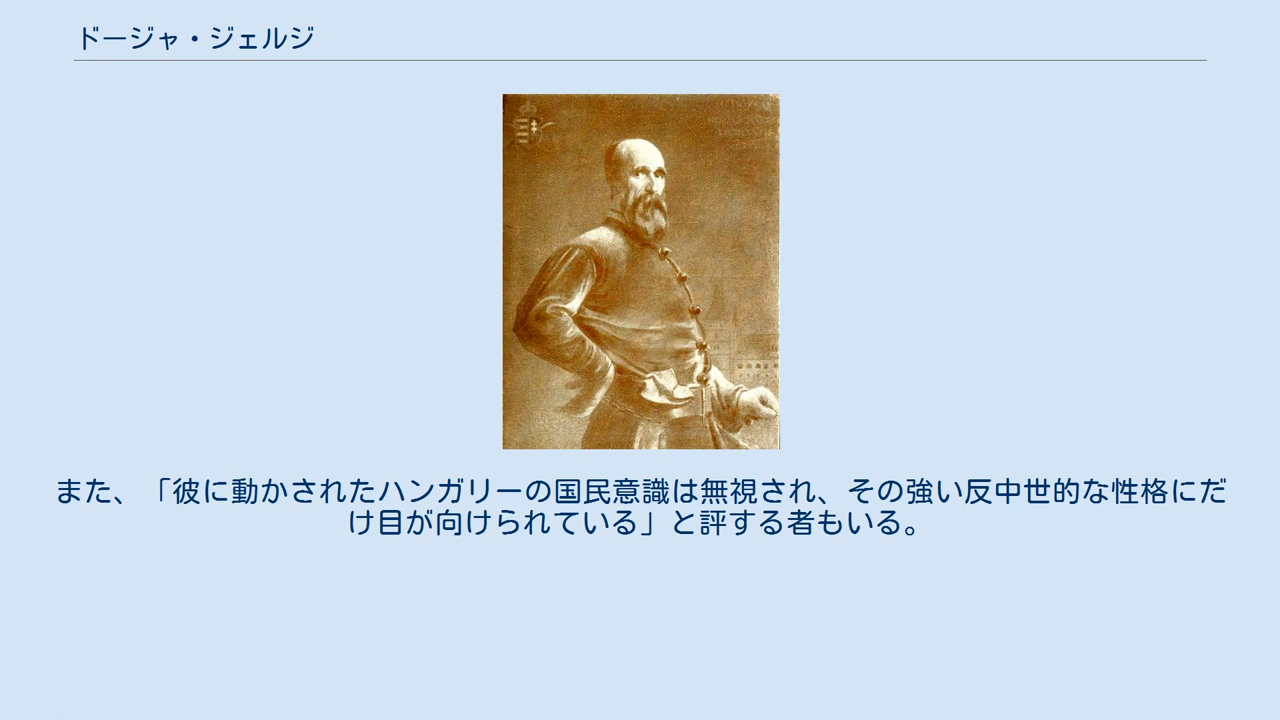 ドージャ・ジェルジ
また、「彼に動かされたハンガリーの国民意識は無視され、その強い反中世的な性格にだ
け目が向けられている」と評する者もいる。